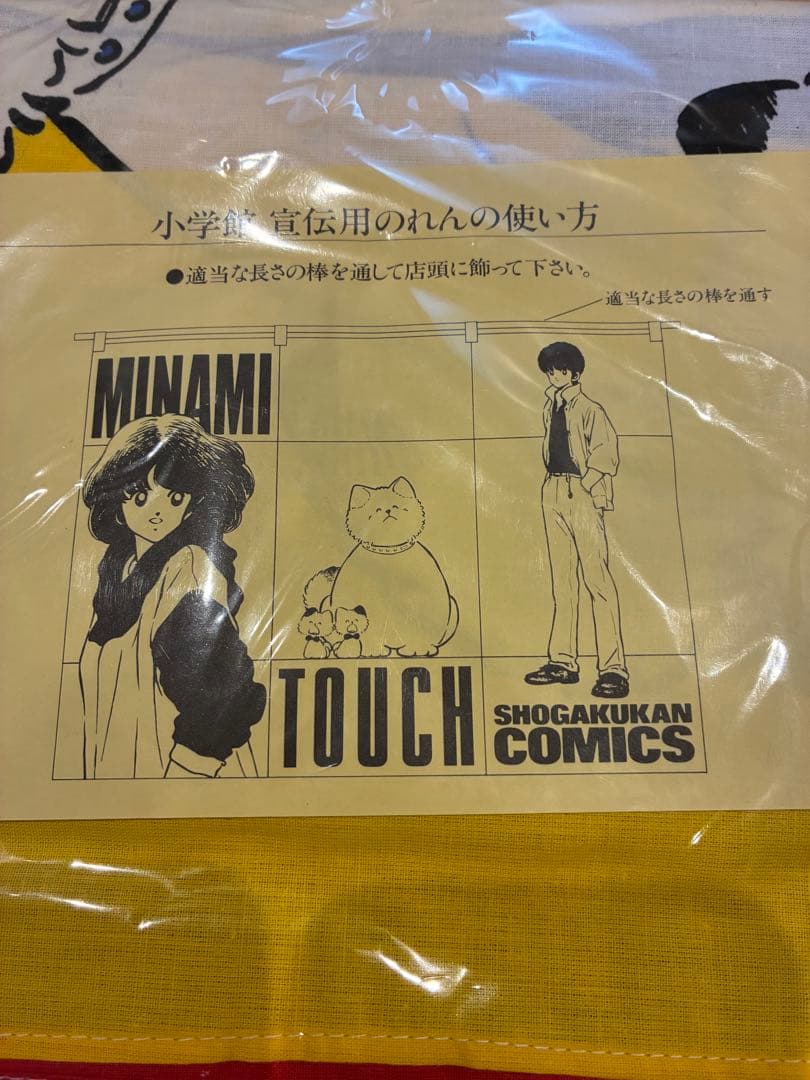 小学館 宣伝用のれんの使い方
●適当な長さの棒を通して店頭に飾って下さい。
適当な長さの棒を通す
MINAMI
TOUCH
SHOGAKUKAN
COMICS